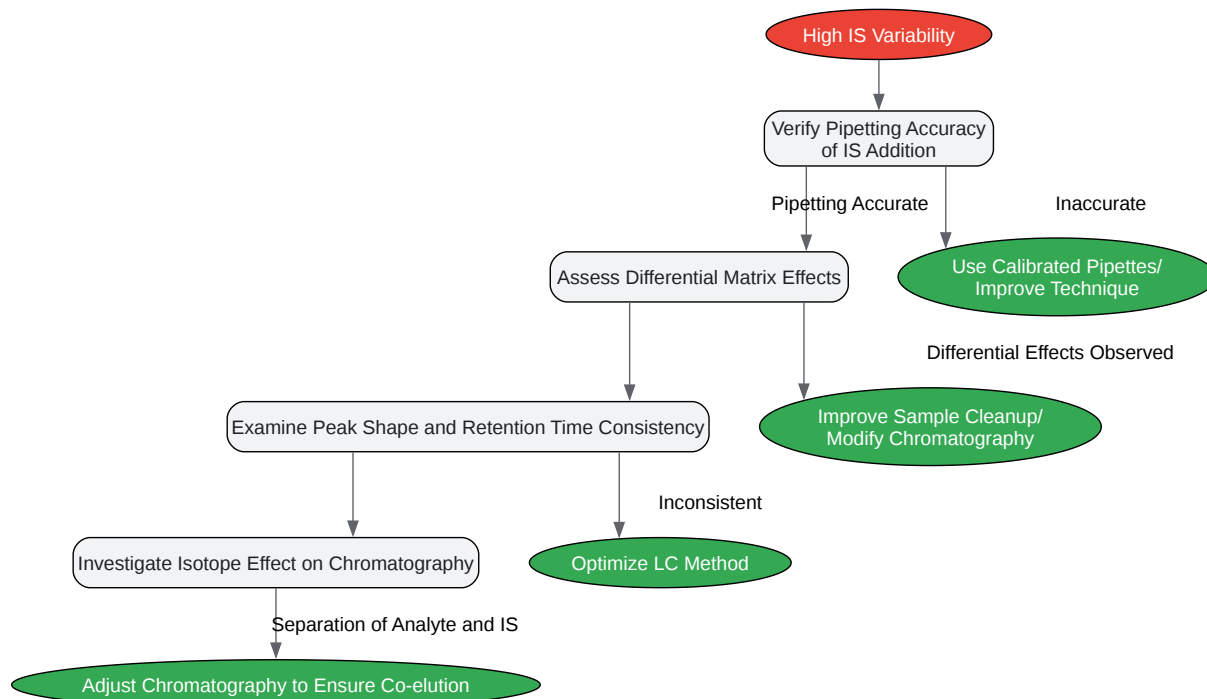 High IS Variability
Verify Pipetting Accuracy
of IS Addition
Pipetting Accurate
Inaccurate
Assess Differential Matrix Effects
Use Calibrated Pipettes/
Improve Technique
Differential Effects Observed
Examine Peak Shape and Retention Time Consistency
Improve Sample Cleanup/
Modify Chromatography
Inconsistent
Investigate Isotope Effect on Chromatography
Optimize LC Method
Separation of Analyte and IS
Adjust Chromatography to Ensure Co-elution